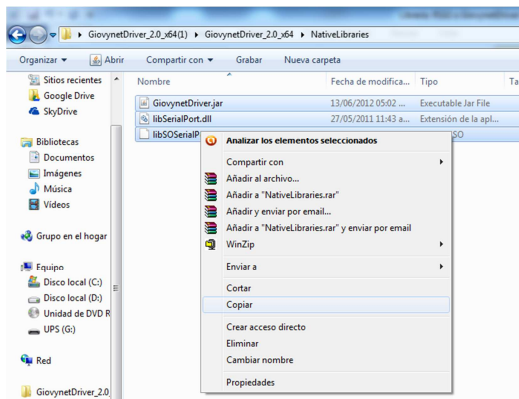 GiovynetDriver_2.0_x64(1) ▸ GiovynetDriver_2.0_x64 ▸ NativeLibraries
Organizar Abrir Compartir con Grabar Nueva carpeta
Sitios recientes
Google Drive
SkyDrive
Bibliotecas
Documentos
Imágenes
Música
Vídeos
Grupo en el hogar
Equipo
Disco local (C:)
Disco local (D:)
Unidad de DVD R
UPS (G:)
Red
GiovynetDriver_2.0_
Nombre Fecha de modifica... Tipo Ta
GiovynetDriver.jar 13/06/2012 05:02 ... Executable Jar File
libSerialPort.dll 27/05/2011 11:43 a... Extensión de la apl...
libSOSerialP SO
Analizar los elementos seleccionados
Compartir con
Añadir al archivo...
Añadir a "NativeLibraries.rar"
Añadir y enviar por email...
Añadir a "NativeLibraries.rar" y enviar por email
WinZip
Enviar a
Cortar
Copiar
Crear acceso directo
Eliminar
Cambiar nombre
Propiedades